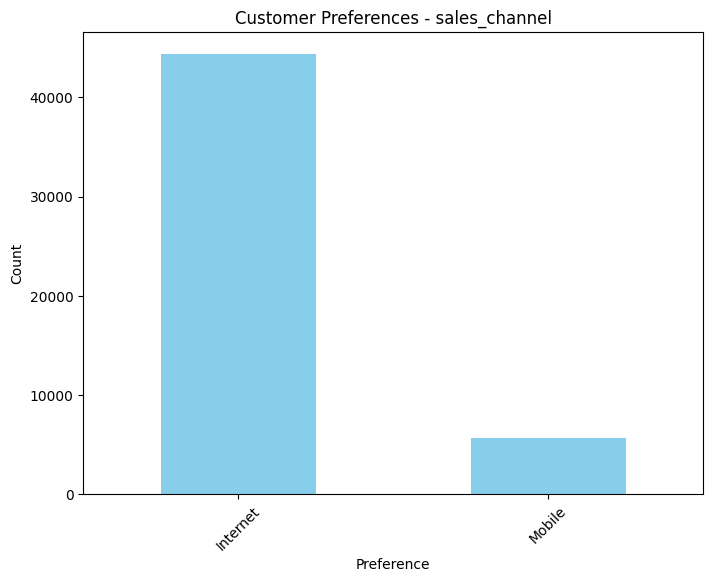 Customer Preferences - sales_channel
40000
30000
20000
10000
0
Count
Internet
Mobile
Preference